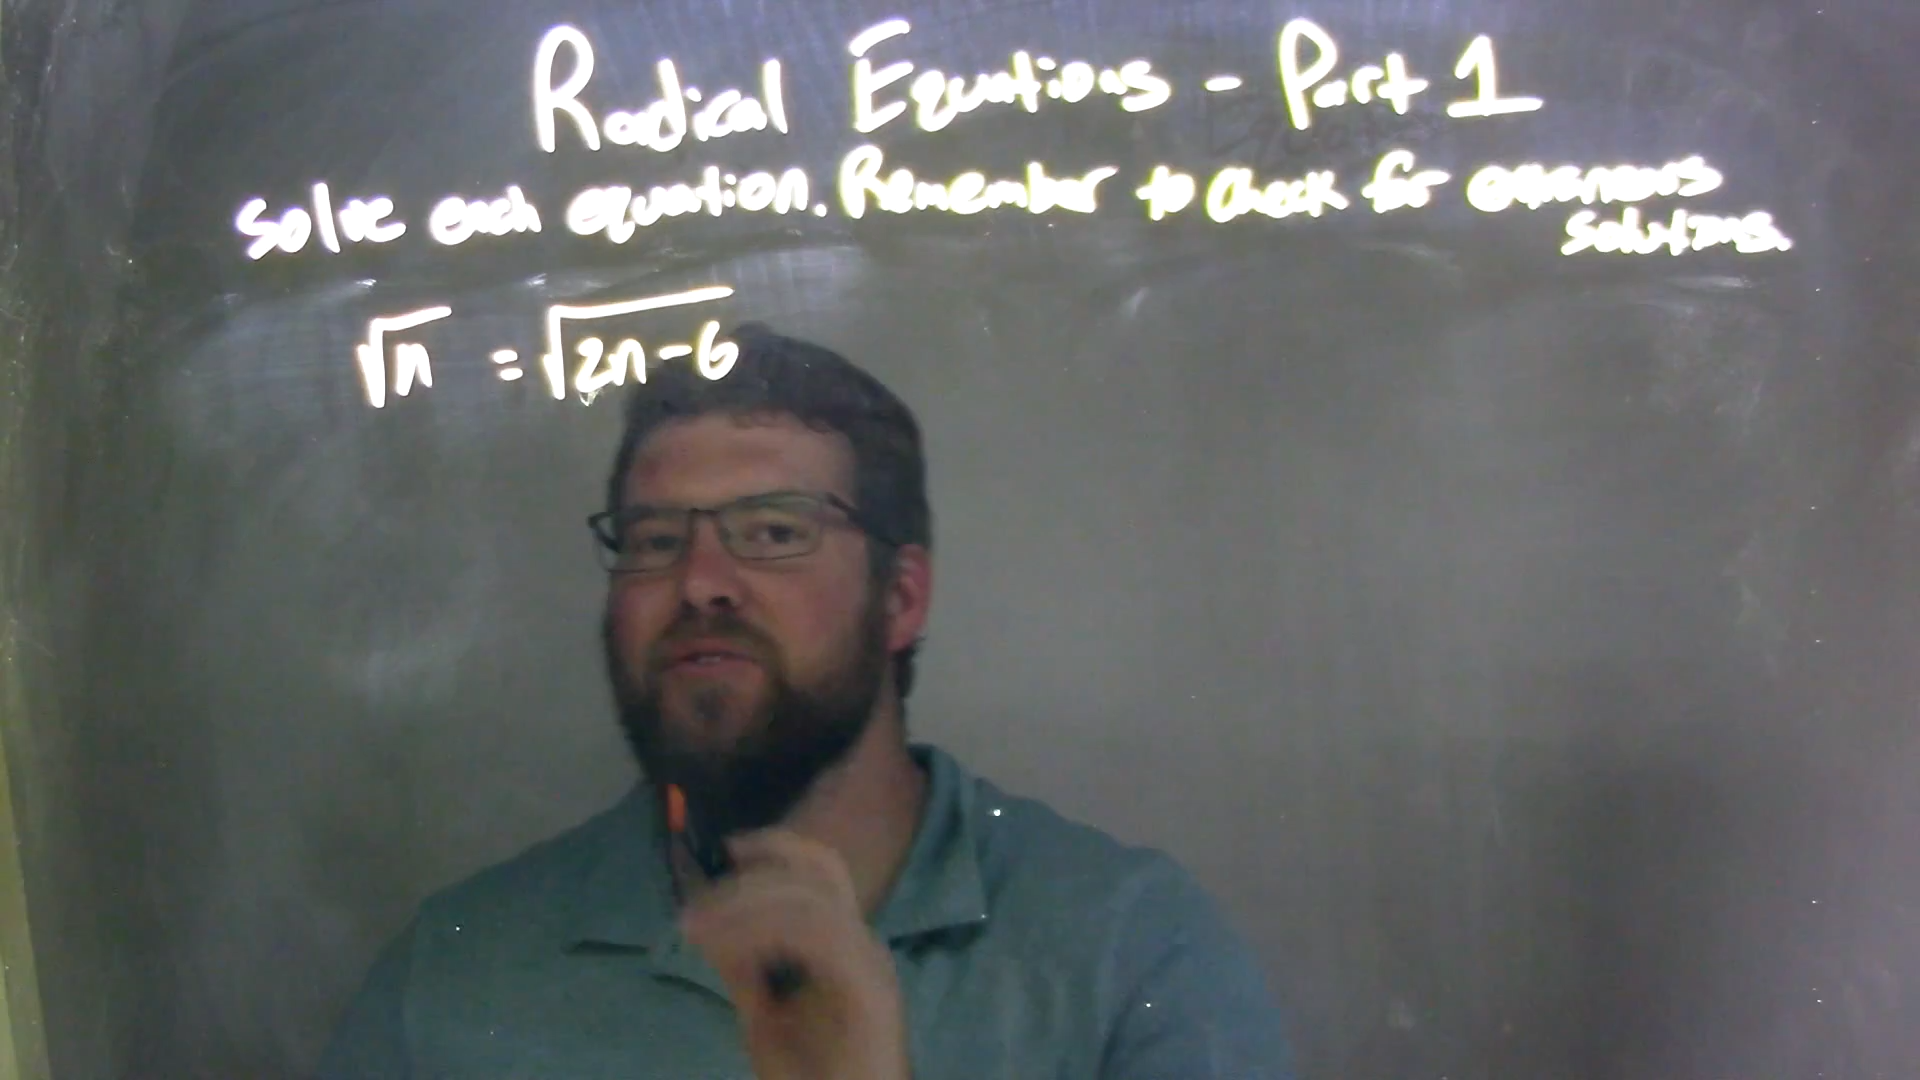 Radical Equations - Part 1
Solve each equation. Remember to check for extraneous
solutions.
√n = √2n-6